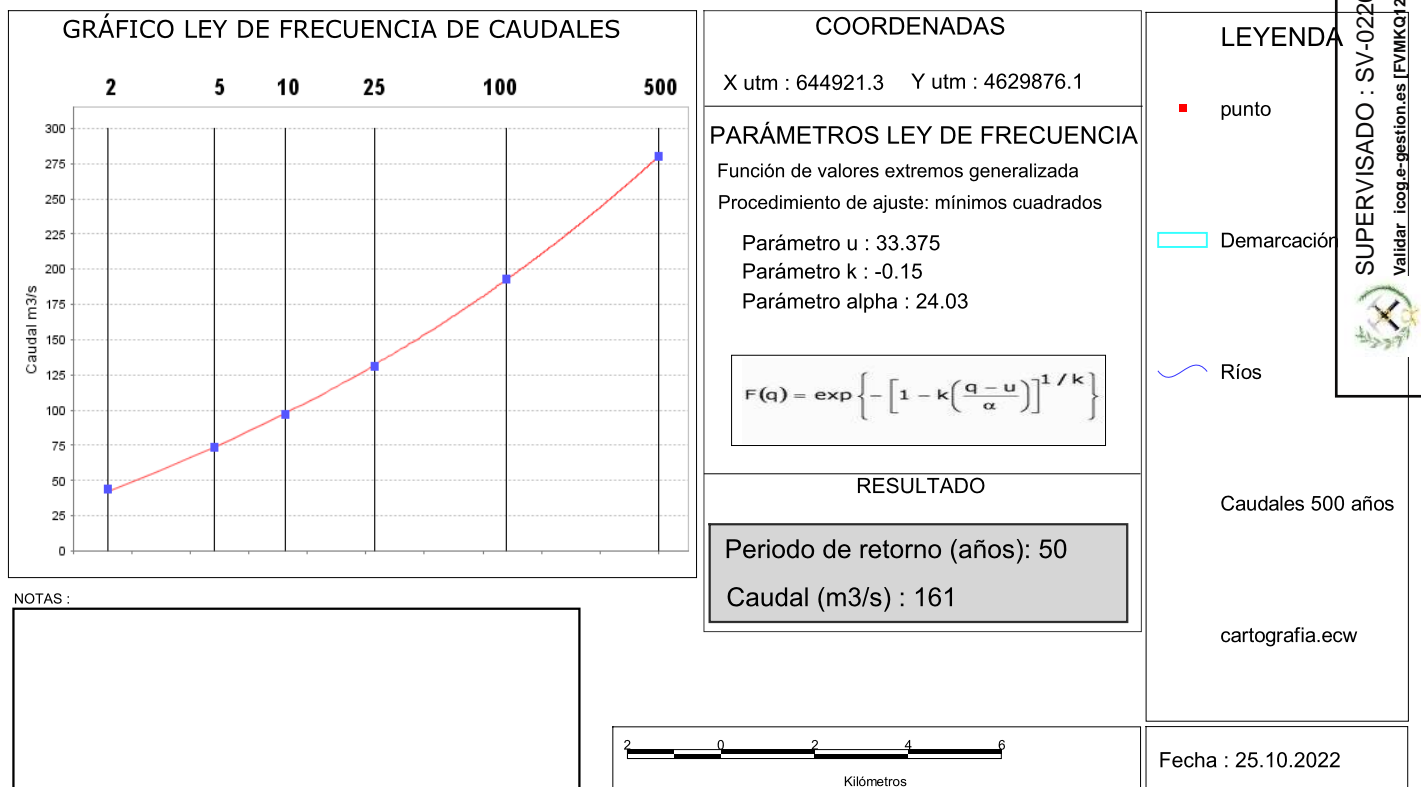 GRÁFICO LEY DE FRECUENCIA DE CAUDALES
2 5 10 25 100 500
300
275
250
225
200
175
150
125
100
75
50
25
0
Caudal m3/s
NOTAS :
COORDENADAS
X utm : 644921.3 Y utm : 4629876.1
PARÁMETROS LEY DE FRECUENCIA
Función de valores extremos generalizada
Procedimiento de ajuste: mínimos cuadrados
Parámetro u : 33.375
Parámetro k : -0.15
Parámetro alpha : 24.03
F(q) = exp{-[1 - k((q - u)/α)]^1/k}
RESULTADO
Periodo de retorno (años): 50
Caudal (m3/s) : 161
2 0 2 4 6
Kilómetros
LEYENDA
punto
Demarcación
Ríos
Caudales 500 años
cartografia.ecw
Fecha : 25.10.2022
SUPERVISADO : SV-022
Validar icog.e-gestion.es [FVMKQ12